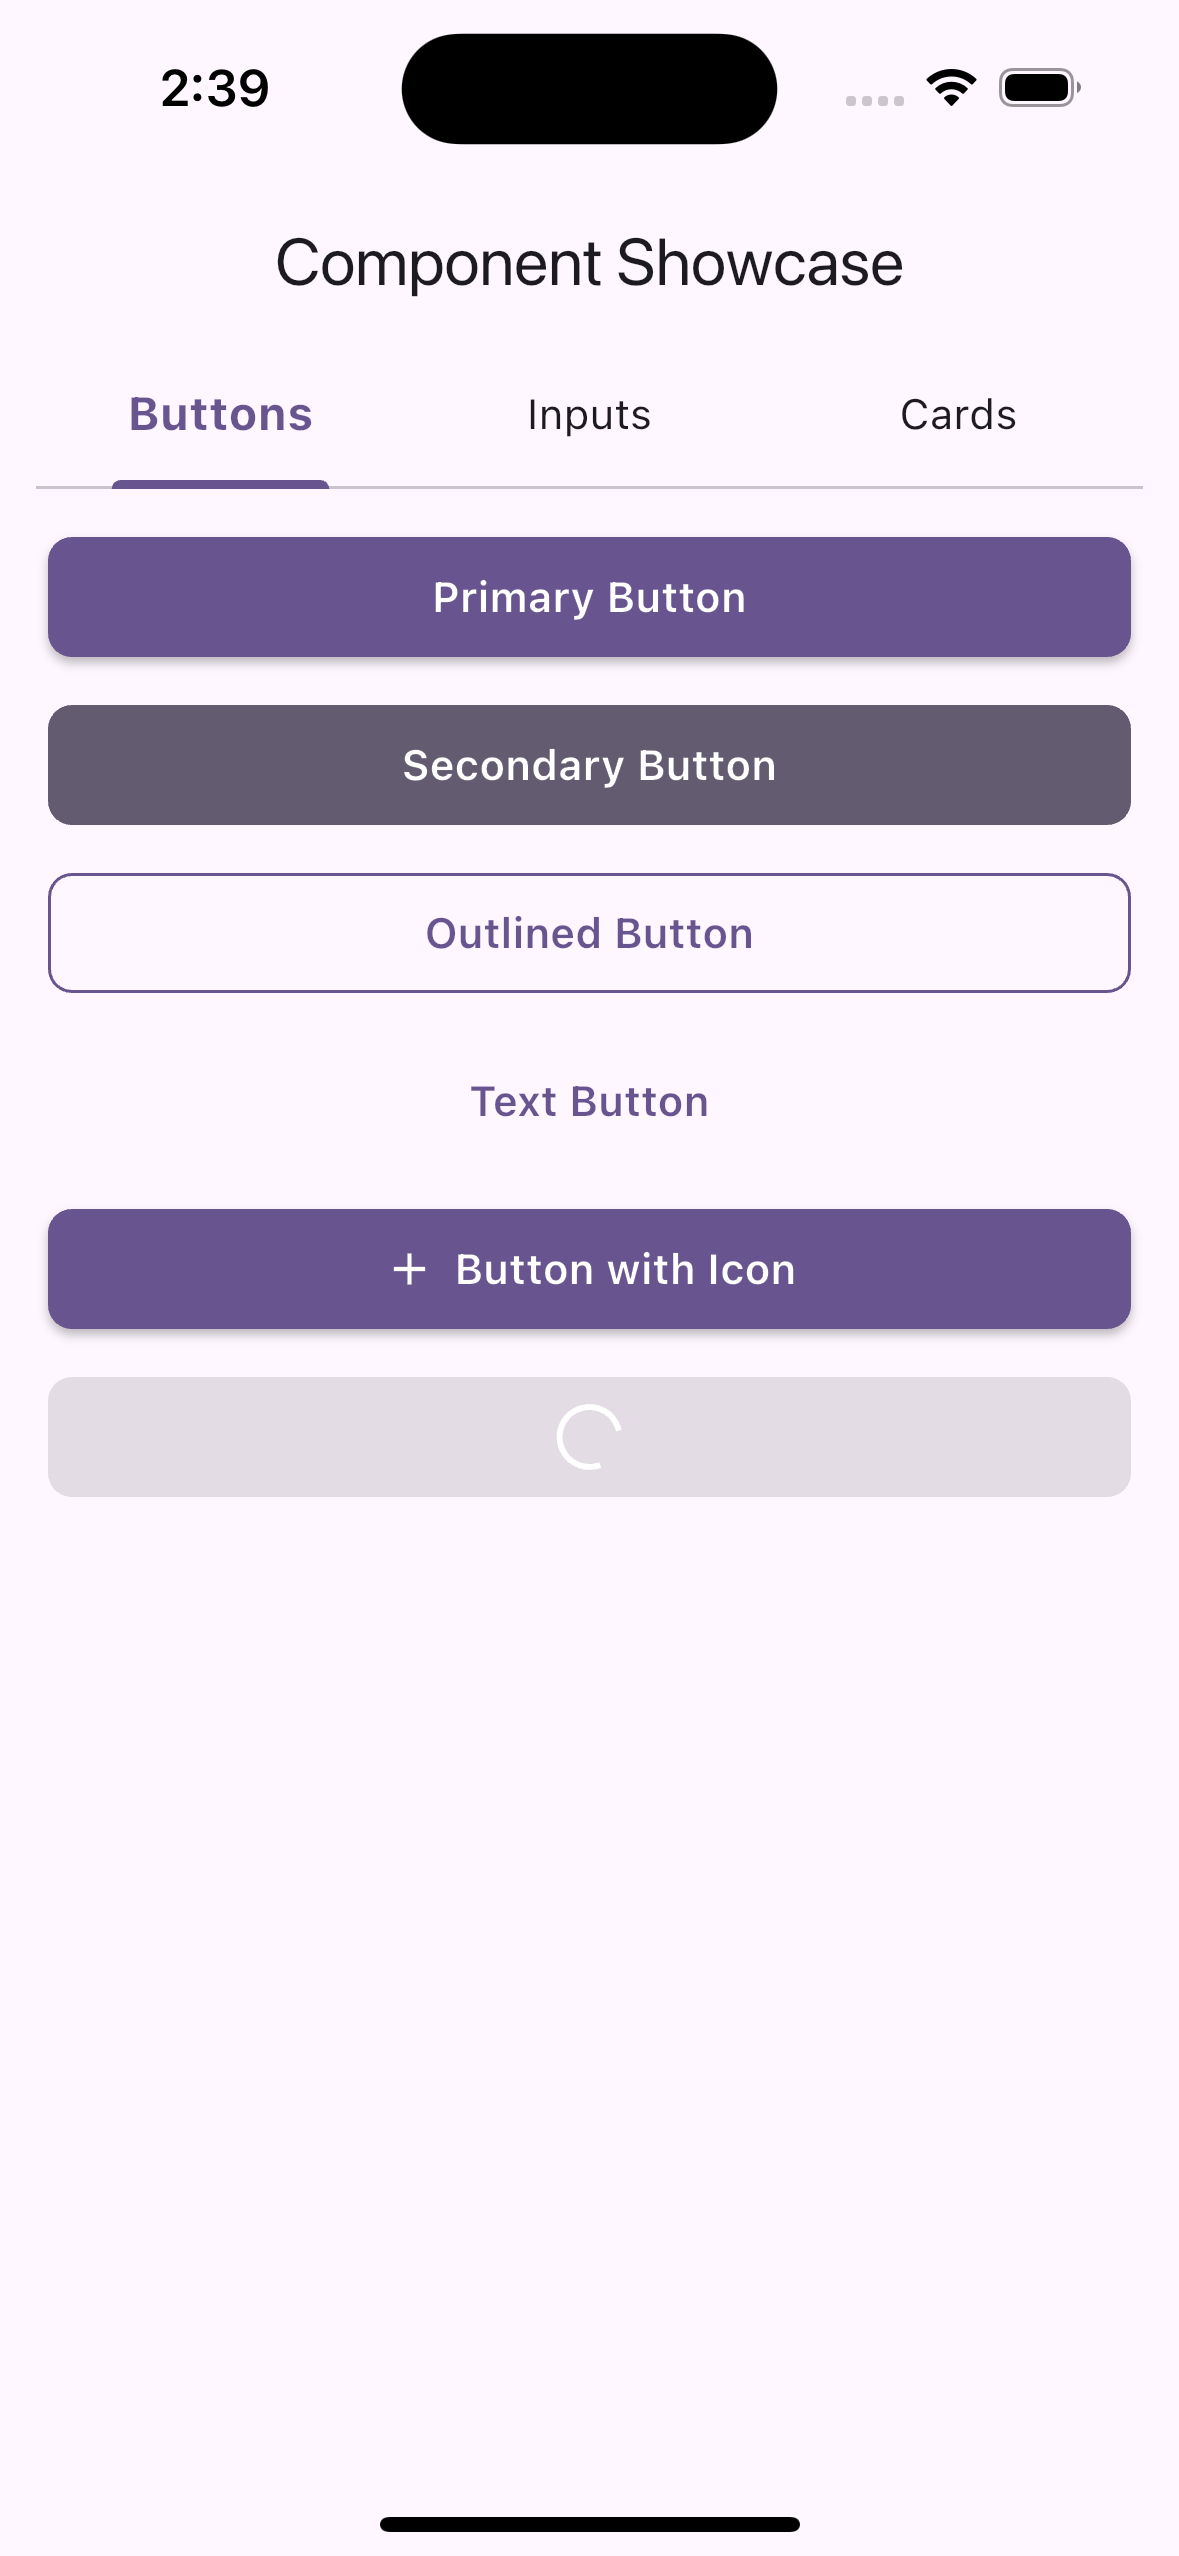 2:39
Component Showcase
Buttons Inputs Cards
Primary Button
Secondary Button
Outlined Button
Text Button
+ Button with Icon